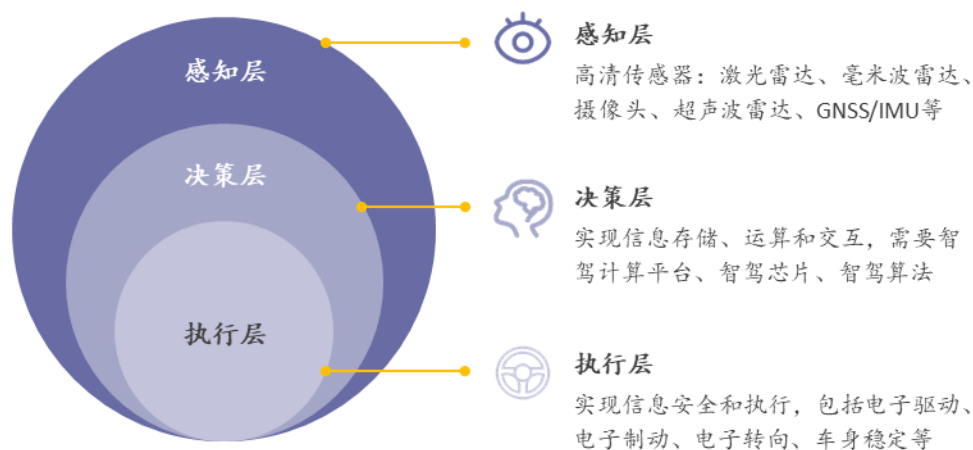 感知层
决策层
执行层
感知层
高清传感器：激光雷达、毫米波雷达、
摄像头、超声波雷达、GNSS/IMU等
决策层
实现信息存储、运算和交互，需要智
驾计算平台、智驾芯片、智驾算法
执行层
实现信息安全和执行，包括电子驱动、
电子制动、电子转向、车身稳定等